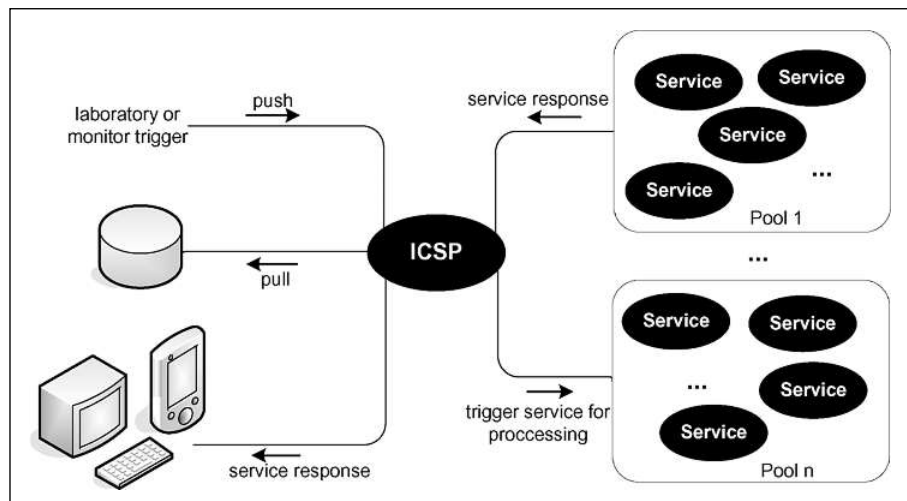 push
laboratory or
monitor trigger
ICSP
pull
service response
service response
Service
Service
Service
Service
...
Pool 1
...
trigger service for
proccessing
Service
Service
...
Service
Service
Pool n